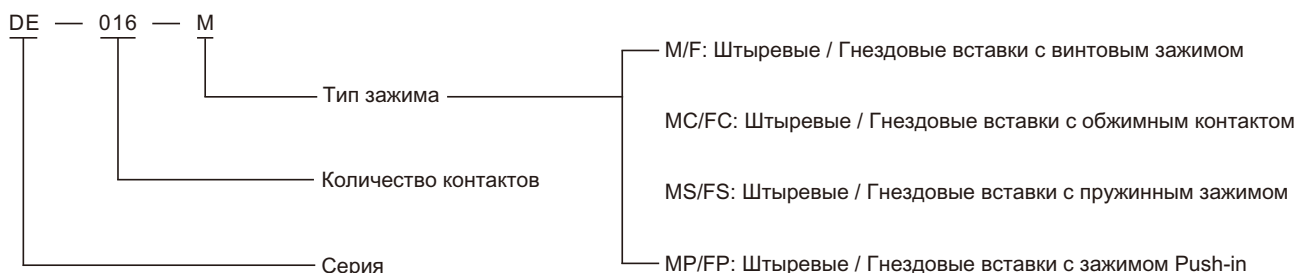 DE — 016 — M
M/F: Штыревые / Гнездовые вставки с винтовым зажимом
Тип зажима
MC/FC: Штыревые / Гнездовые вставки с обжимным контактом
Количество контактов
MS/FS: Штыревые / Гнездовые вставки с пружинным зажимом
Серия
MP/FP: Штыревые / Гнездовые вставки с зажимом Push-in